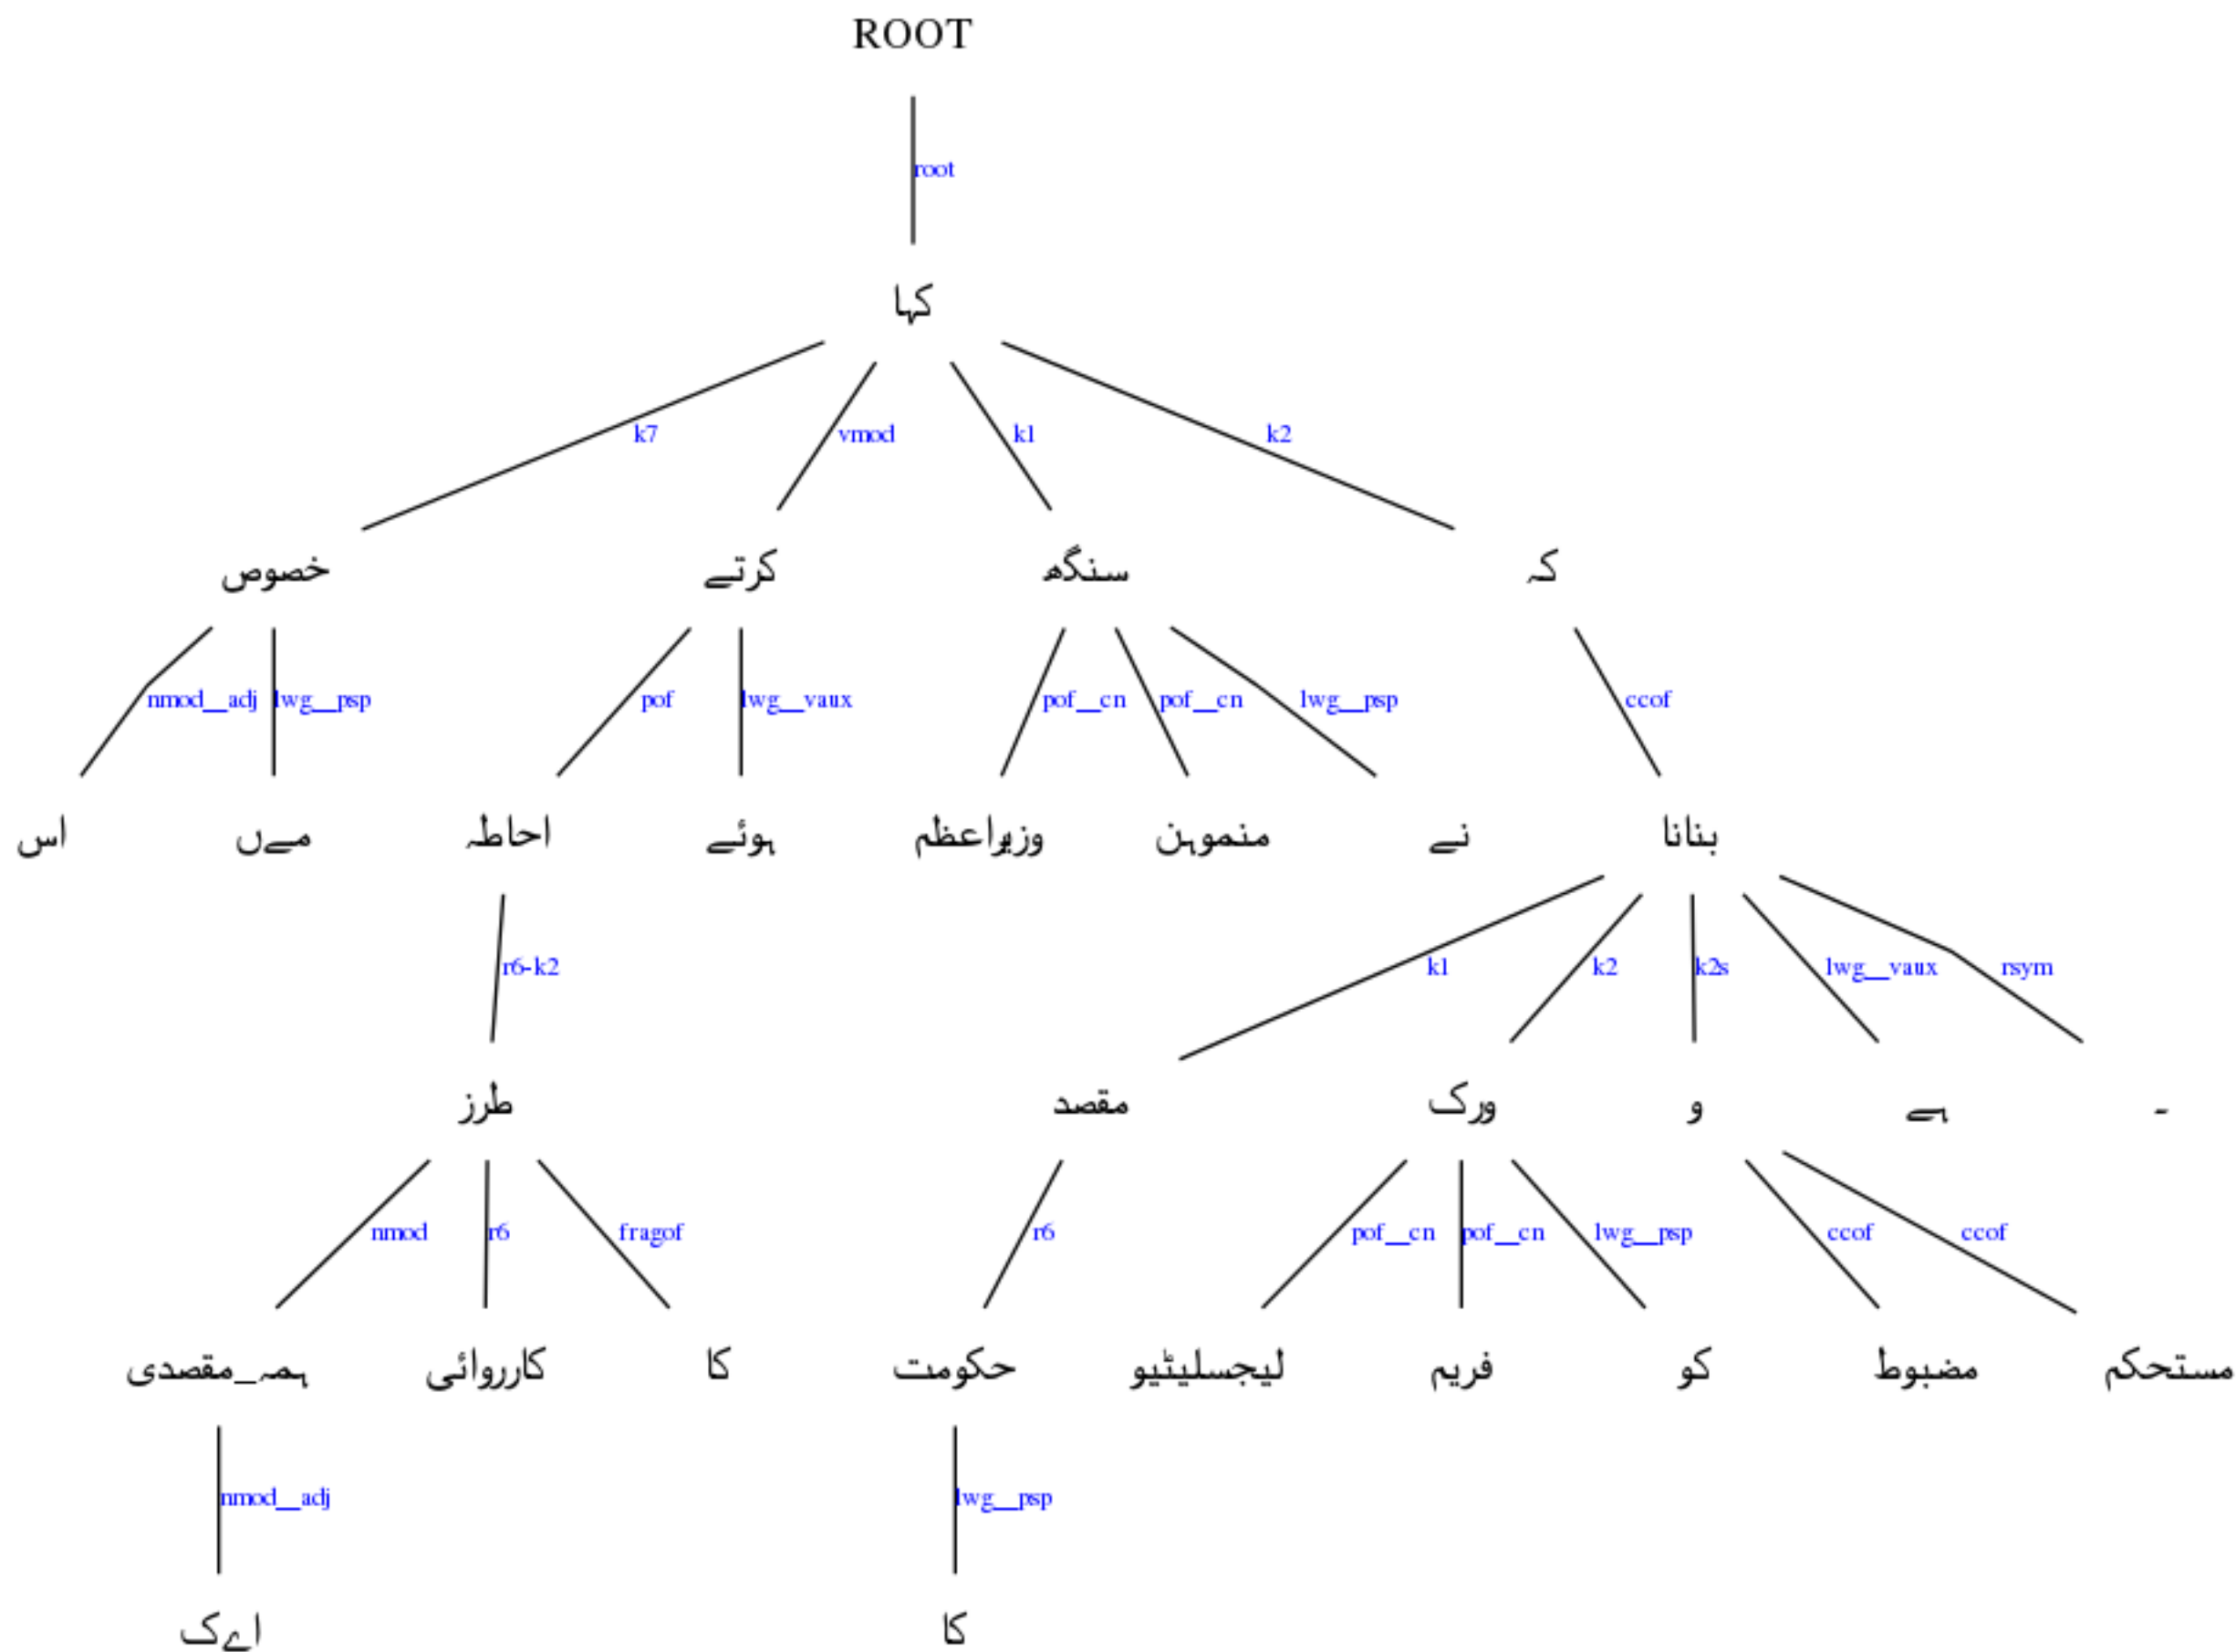 ROOT
root
کہا
k7 vmod k1 k2
خصوص کرتے سنگھ کہ
nmod__adj lwg__psp pof lwg__vaux pof__cn pof__cn lwg__psp ccof
اس مےں احاطہ ہوئے وزیراعظم منموہن نے بنانا
r6-k2 k1 k2 k2s lwg__vaux rsym
طرز مقصد ورک و ہے ۔
nmod r6 fragof r6 pof__cn pof__cn lwg__psp ccof ccof
ہمہ_مقصدی کارروائی کا حکومت لیجسلیٹیو فریم کو مضبوط مستحکم
nmod__adj lwg__psp
اےک کا